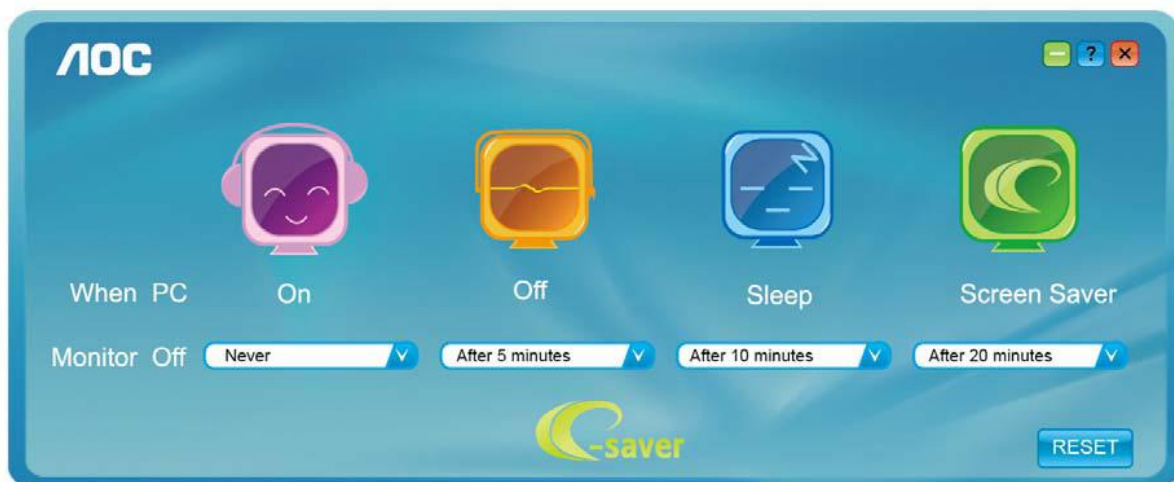 AOC
?
When PC On Off Sleep Screen Saver
Monitor Off Never After 5 minutes After 10 minutes After 20 minutes
e-saver
RESET